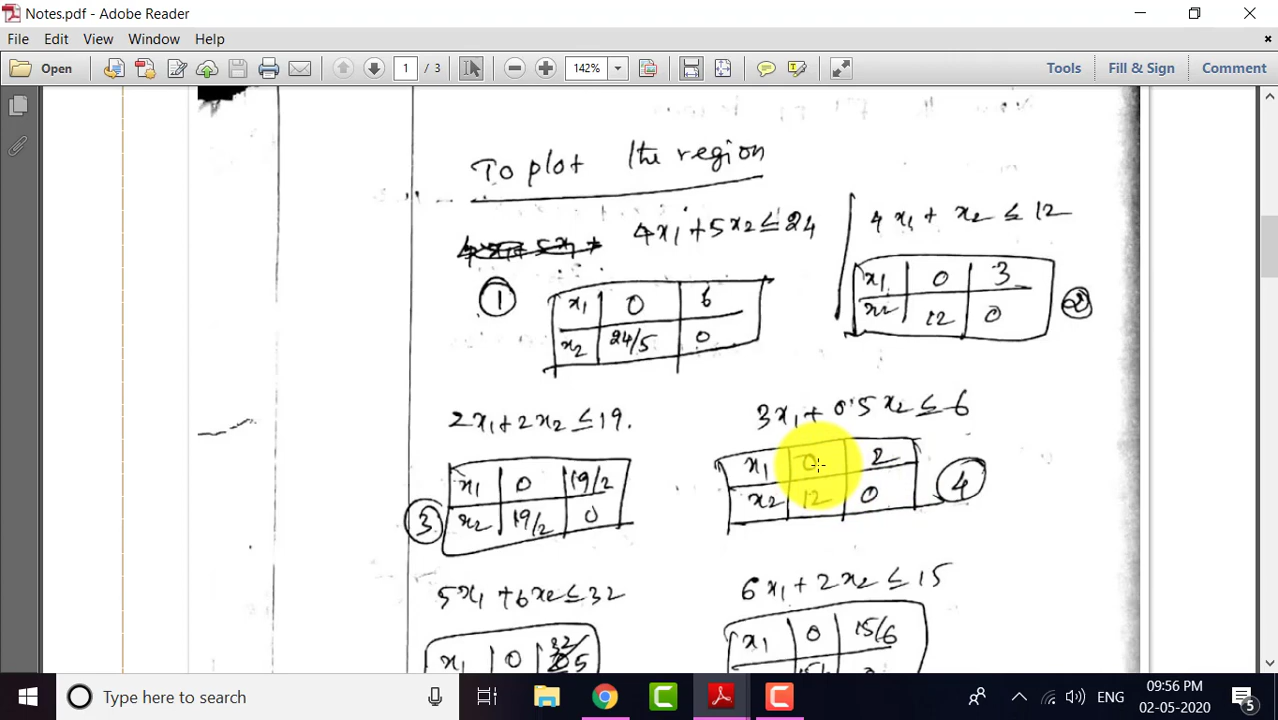 Notes.pdf - Adobe Reader
File Edit View Window Help
Open 1 / 3 142% Tools Fill & Sign Comment
To plot the region
4x₁+5x₂≤24
4x₁+ x₂ ≤ 12
① x₁ 0 6
x₂ 24/5 0
x₁ 0 3
x₂ 12 0 ②
2x₁+2x₂≤19.
3x₁+ 0.5x₂ ≤ 6
③ x₁ 0 19/2
x₂ 19/2 0
x₁ 0 2
x₂ 12 0 ④
5x₁+6x₂≤32
6x₁+2x₂ ≤15
x₁ 0
x₁ 0 15/6
Type here to search
ENG
09:56 PM
02-05-2020
5